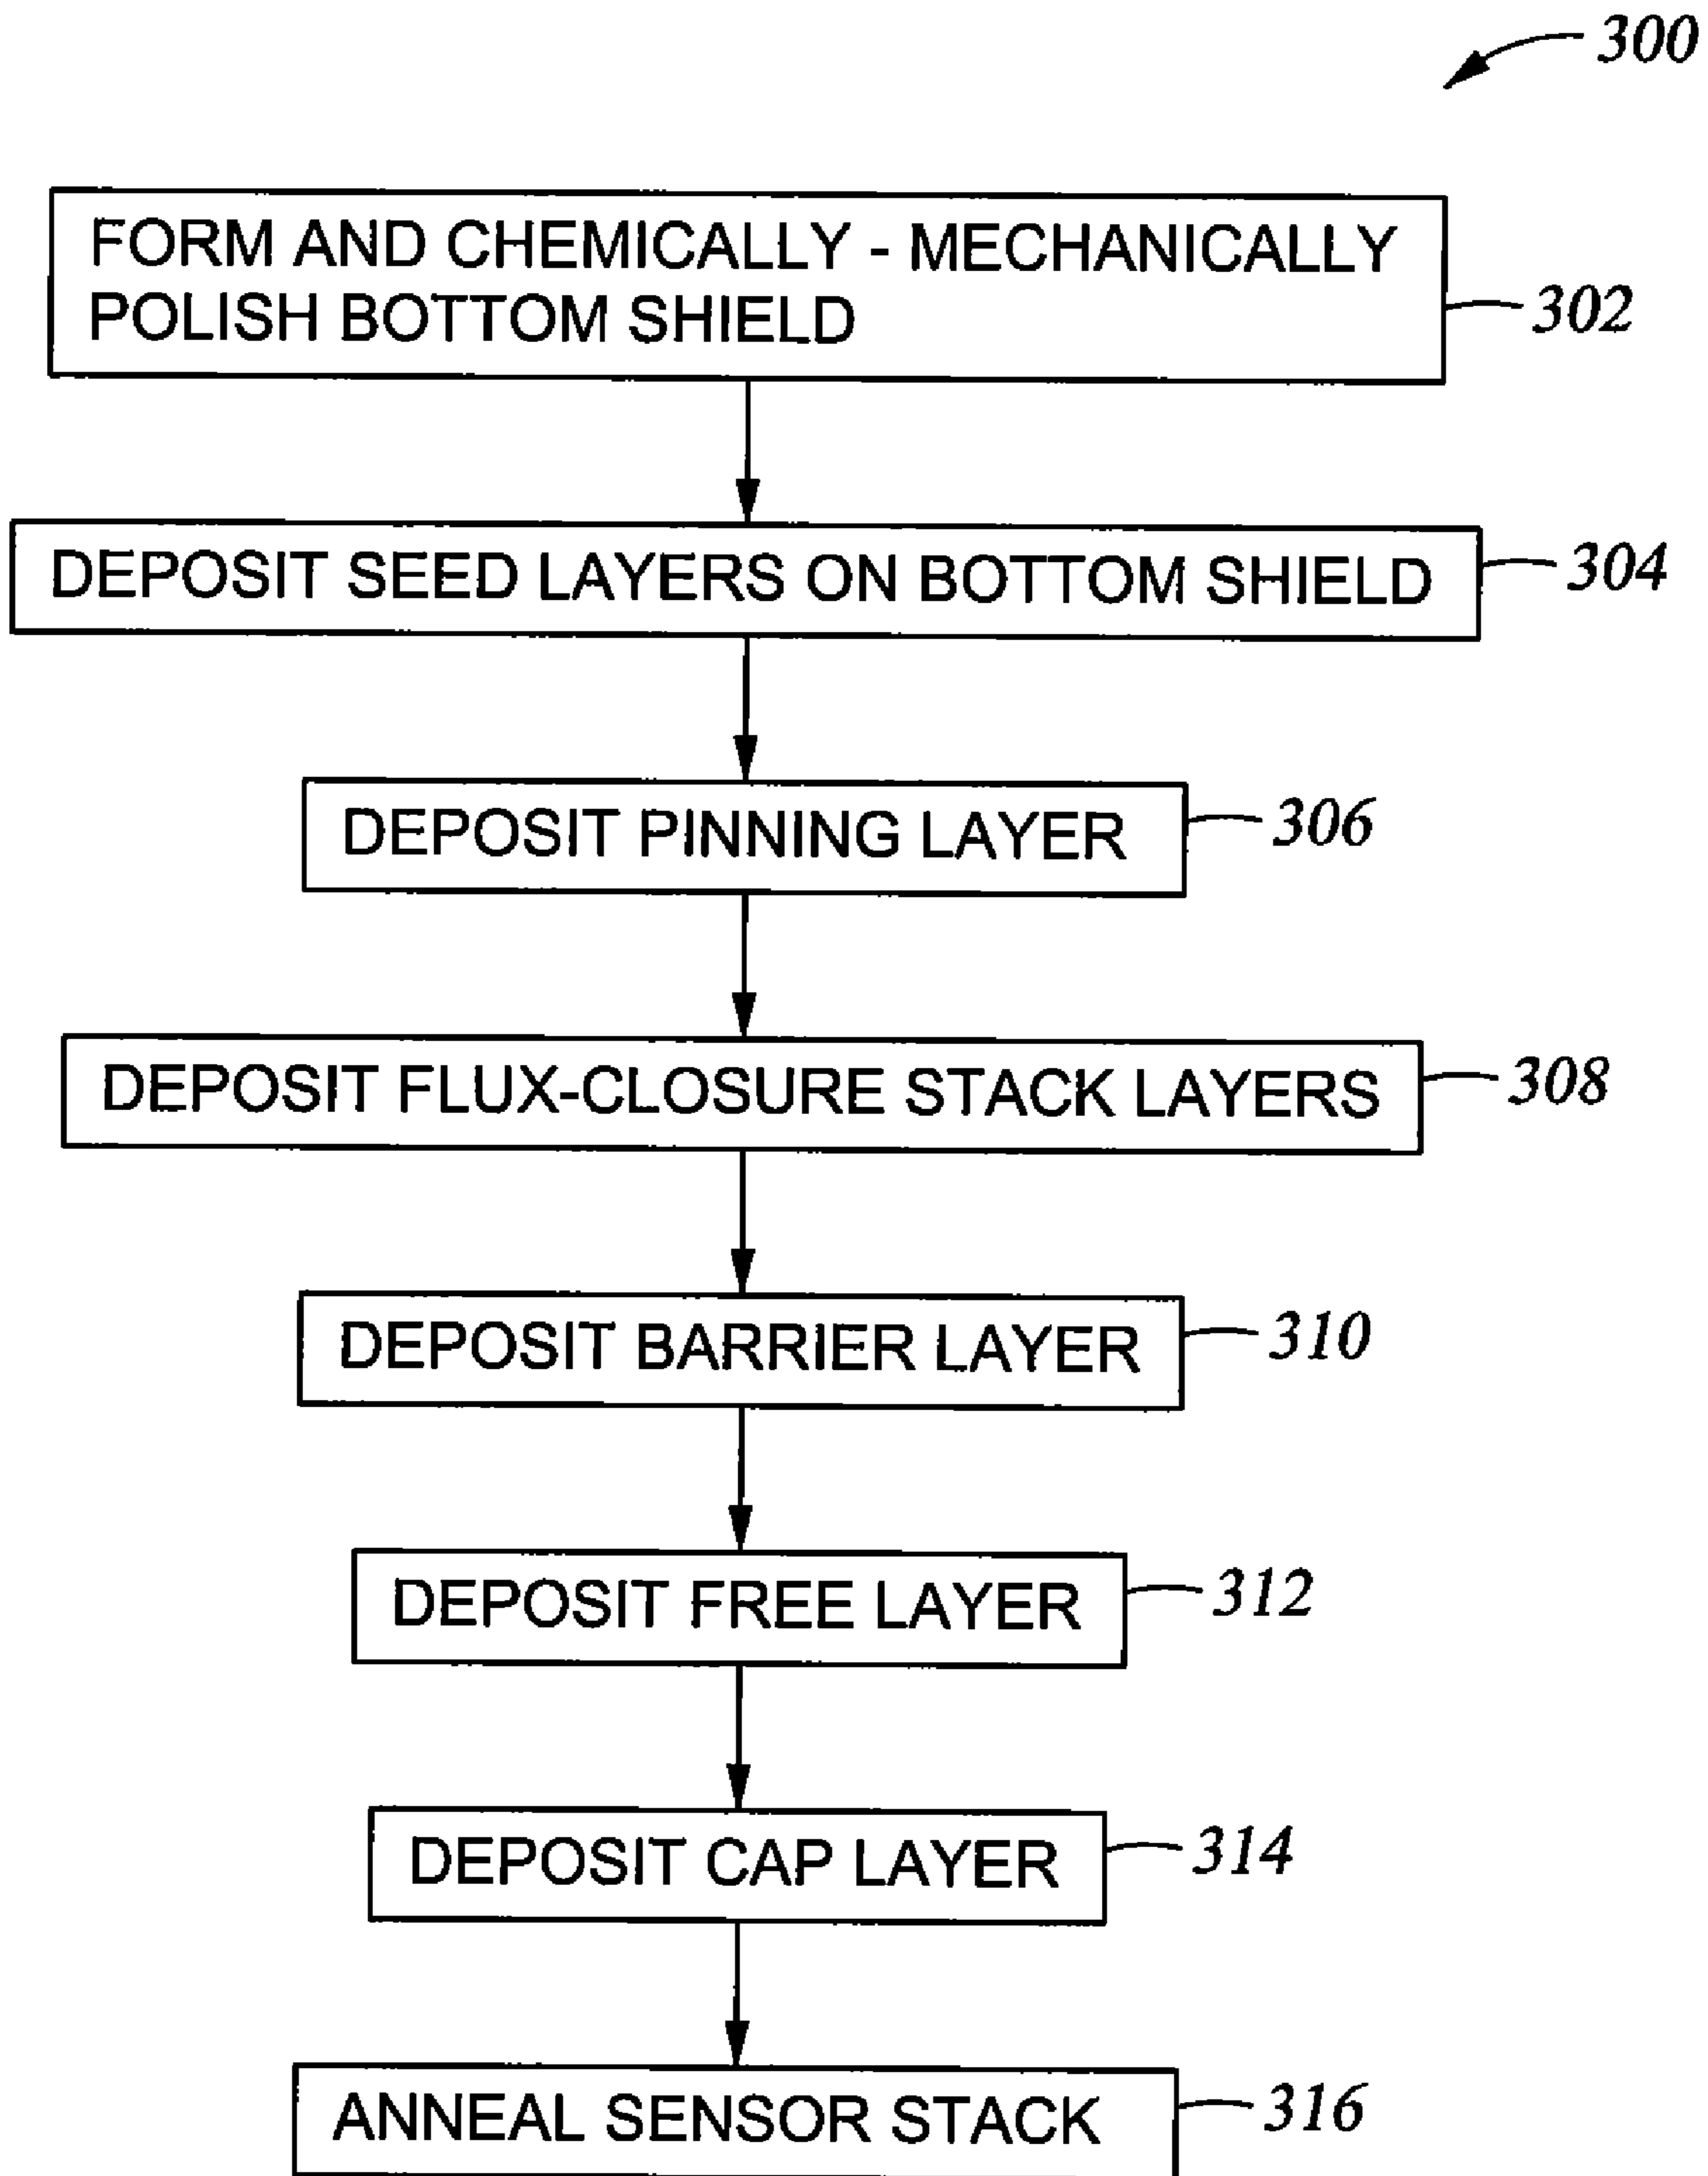 300
FORM AND CHEMICALLY - MECHANICALLY
POLISH BOTTOM SHIELD
302
DEPOSIT SEED LAYERS ON BOTTOM SHIELD
304
DEPOSIT PINNING LAYER
306
DEPOSIT FLUX-CLOSURE STACK LAYERS
308
DEPOSIT BARRIER LAYER
310
DEPOSIT FREE LAYER
312
DEPOSIT CAP LAYER
314
ANNEAL SENSOR STACK
316